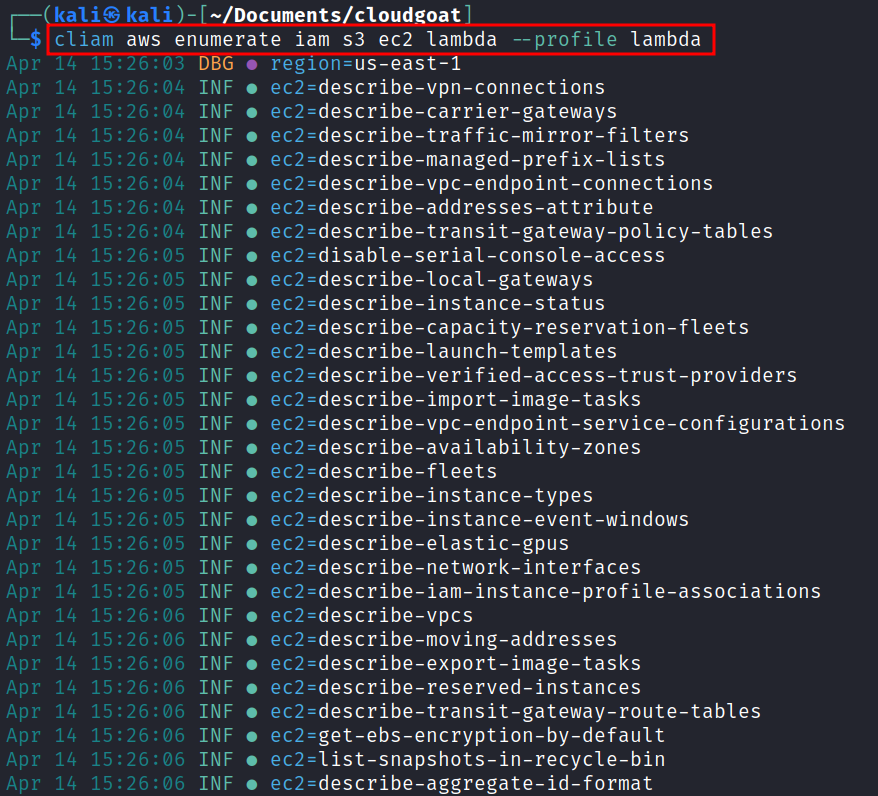 ┌──(kali㉿kali)-[~/Documents/cloudgoat]
└─$ cliam aws enumerate iam s3 ec2 lambda --profile lambda
Apr 14 15:26:03 DBG ● region=us-east-1
Apr 14 15:26:04 INF ● ec2=describe-vpn-connections
Apr 14 15:26:04 INF ● ec2=describe-carrier-gateways
Apr 14 15:26:04 INF ● ec2=describe-traffic-mirror-filters
Apr 14 15:26:04 INF ● ec2=describe-managed-prefix-lists
Apr 14 15:26:04 INF ● ec2=describe-vpc-endpoint-connections
Apr 14 15:26:04 INF ● ec2=describe-addresses-attribute
Apr 14 15:26:04 INF ● ec2=describe-transit-gateway-policy-tables
Apr 14 15:26:05 INF ● ec2=disable-serial-console-access
Apr 14 15:26:05 INF ● ec2=describe-local-gateways
Apr 14 15:26:05 INF ● ec2=describe-instance-status
Apr 14 15:26:05 INF ● ec2=describe-capacity-reservation-fleets
Apr 14 15:26:05 INF ● ec2=describe-launch-templates
Apr 14 15:26:05 INF ● ec2=describe-verified-access-trust-providers
Apr 14 15:26:05 INF ● ec2=describe-import-image-tasks
Apr 14 15:26:05 INF ● ec2=describe-vpc-endpoint-service-configurations
Apr 14 15:26:05 INF ● ec2=describe-availability-zones
Apr 14 15:26:05 INF ● ec2=describe-fleets
Apr 14 15:26:05 INF ● ec2=describe-instance-types
Apr 14 15:26:05 INF ● ec2=describe-instance-event-windows
Apr 14 15:26:05 INF ● ec2=describe-elastic-gpus
Apr 14 15:26:05 INF ● ec2=describe-network-interfaces
Apr 14 15:26:05 INF ● ec2=describe-iam-instance-profile-associations
Apr 14 15:26:06 INF ● ec2=describe-vpcs
Apr 14 15:26:06 INF ● ec2=describe-moving-addresses
Apr 14 15:26:06 INF ● ec2=describe-export-image-tasks
Apr 14 15:26:06 INF ● ec2=describe-reserved-instances
Apr 14 15:26:06 INF ● ec2=describe-transit-gateway-route-tables
Apr 14 15:26:06 INF ● ec2=get-ebs-encryption-by-default
Apr 14 15:26:06 INF ● ec2=list-snapshots-in-recycle-bin
Apr 14 15:26:06 INF ● ec2=describe-aggregate-id-format